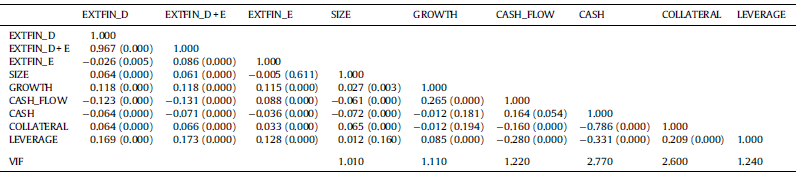 EXTFIN_D EXTFIN_D + E EXTFIN_E SIZE GROWTH CASH_FLOW CASH COLLATERAL LEVERAGE
EXTFIN_D 1.000
EXTFIN_D + E 0.967 (0.000) 1.000
EXTFIN_E −0.026 (0.005) 0.086 (0.000) 1.000
SIZE 0.064 (0.000) 0.061 (0.000) −0.005 (0.611) 1.000
GROWTH 0.118 (0.000) 0.118 (0.000) 0.115 (0.000) 0.027 (0.003) 1.000
CASH_FLOW −0.123 (0.000) −0.131 (0.000) 0.088 (0.000) −0.061 (0.000) 0.265 (0.000) 1.000
CASH −0.064 (0.000) −0.071 (0.000) −0.036 (0.000) −0.072 (0.000) −0.012 (0.181) 0.164 (0.054) 1.000
COLLATERAL 0.064 (0.000) 0.066 (0.000) 0.033 (0.000) 0.065 (0.000) −0.012 (0.194) −0.160 (0.000) −0.786 (0.000) 1.000
LEVERAGE 0.169 (0.000) 0.173 (0.000) 0.128 (0.000) 0.012 (0.160) 0.085 (0.000) −0.280 (0.000) −0.331 (0.000) 0.209 (0.000) 1.000
VIF 1.010 1.110 1.220 2.770 2.600 1.240